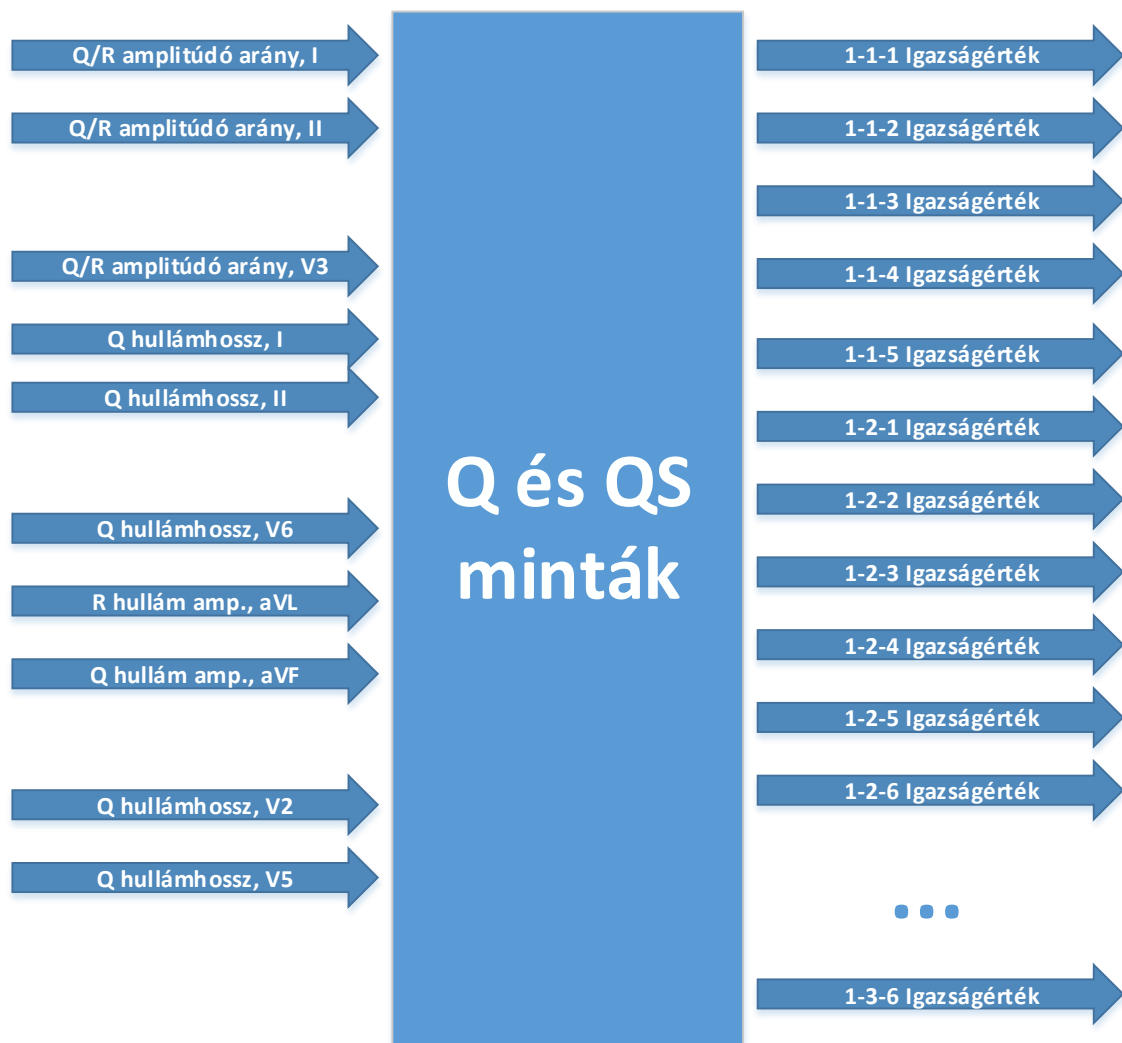 Q/R amplitúdó arány, I
Q/R amplitúdó arány, II
Q/R amplitúdó arány, V3
Q hullámhossz, I
Q hullámhossz, II
Q hullámhossz, V6
R hullám amp., aVL
Q hullám amp., aVF
Q hullámhossz, V2
Q hullámhossz, V5
Q és QS
minták
1-1-1 Igazságérték
1-1-2 Igazságérték
1-1-3 Igazságérték
1-1-4 Igazságérték
1-1-5 Igazságérték
1-2-1 Igazságérték
1-2-2 Igazságérték
1-2-3 Igazságérték
1-2-4 Igazságérték
1-2-5 Igazságérték
1-2-6 Igazságérték
...
1-3-6 Igazságérték